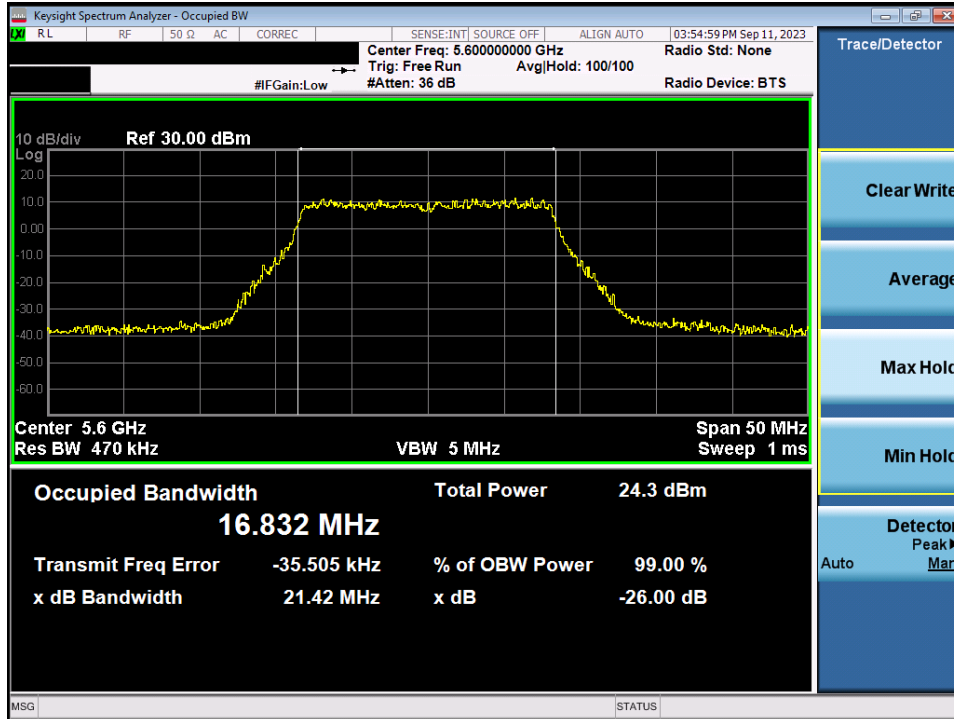 Keysight Spectrum Analyzer - Occupied BW
LXI RL RF 50 Ω AC CORREC SENSE:INT SOURCE OFF ALIGN AUTO 03:54:59 PM Sep 11, 2023
Center Freq: 5.600000000 GHz Radio Std: None
Trig: Free Run Avg|Hold: 100/100
#IFGain:Low #Atten: 36 dB Radio Device: BTS
10 dB/div Ref 30.00 dBm
Log
20.0
10.0
0.00
-10.0
-20.0
-30.0
-40.0
-50.0
-60.0
Center 5.6 GHz Span 50 MHz
Res BW 470 kHz VBW 5 MHz Sweep 1 ms
Occupied Bandwidth Total Power 24.3 dBm
16.832 MHz
Transmit Freq Error -35.505 kHz % of OBW Power 99.00 %
x dB Bandwidth 21.42 MHz x dB -26.00 dB
MSG STATUS
Trace/Detector
Clear Write
Average
Max Hold
Min Hold
Detector
Peak▶
Auto Man